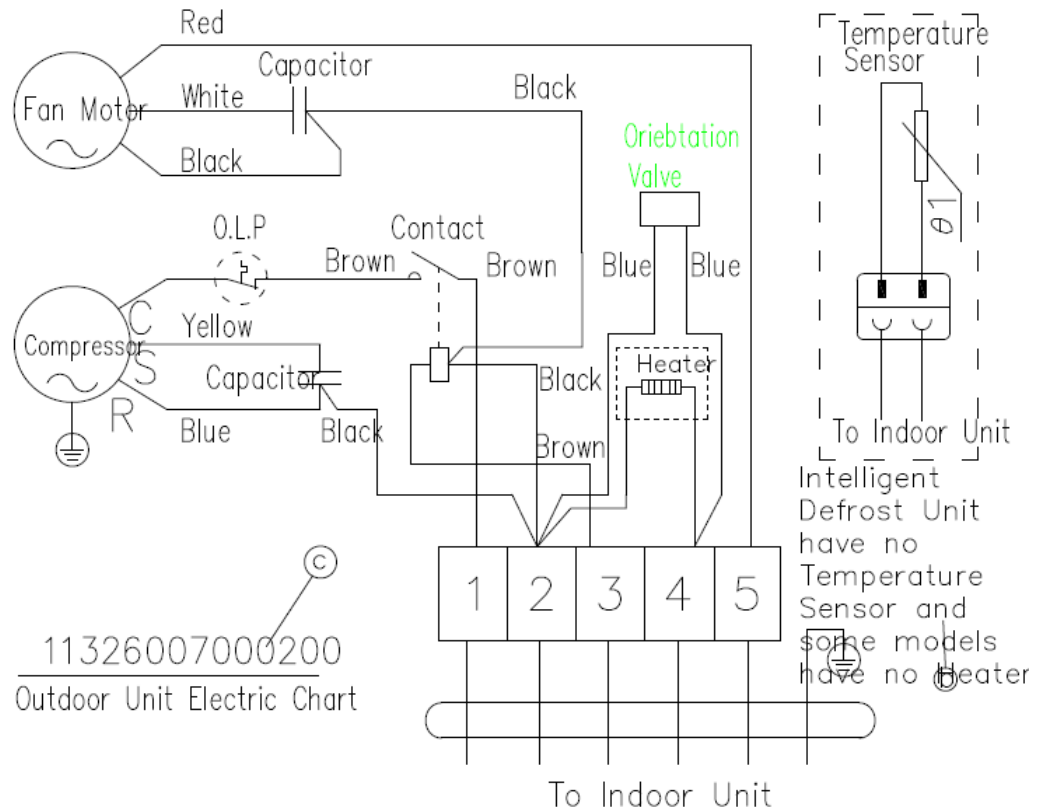 Red
Capacitor
Fan Motor
White
Black
Black
Temperature
Sensor
Oriebtation
Valve
θ1
O.L.P
Contact
Brown
Brown
Blue
Blue
C
Yellow
Compressor
S
Capacitor
R
Heater
Black
Blue
Black
Brown
To Indoor Unit
Intelligent
Defrost Unit
have no
Temperature
Sensor and
some models
have no Heater
b
C
1 2 3 4 5
11326007000200
Outdoor Unit Electric Chart
To Indoor Unit